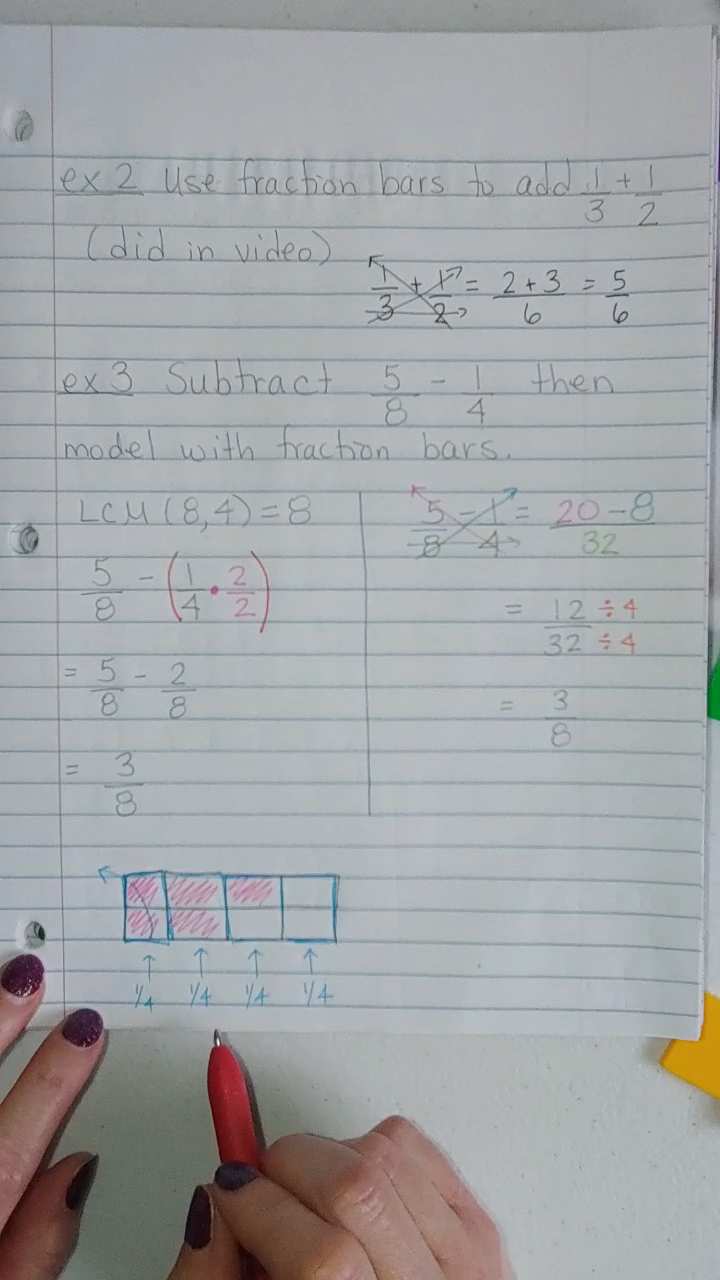 ex 2 Use fraction bars to add 1/3 + 1/2
(did in video)
1/3 + 1/2 = 2+3/6 = 5/6
ex 3 Subtract 5/8 - 1/4 then
model with fraction bars.
LCM (8,4) = 8
5/8 - (1/4 • 2/2)
= 5/8 - 2/8
= 3/8
5/8 - 1/4 = 20-8/32
= 12÷4/32÷4
= 3/8
1/4 1/4 1/4 1/4